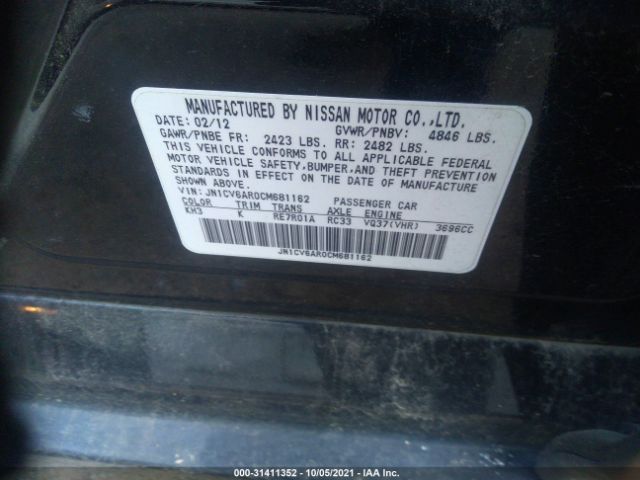 MANUFACTURED BY NISSAN MOTOR CO.,LTD.
DATE: 02/12 GVWR/PNBV: 4846 LBS.
GAWR/PNBE FR: 2423 LBS. RR: 2482 LBS.
THIS VEHICLE CONFORMS TO ALL APPLICABLE FEDERAL
MOTOR VEHICLE SAFETY,BUMPER,AND THEFT PREVENTION
STANDARDS IN EFFECT ON THE DATE OF MANUFACTURE
SHOWN ABOVE.
VIN: JN1CV6AR0CM681162 PASSENGER CAR
COLOR TRIM TRANS AXLE ENGINE
KH3 K RE7R01A RC33 VQ37(VHR) 3696CC
JN1CV6AR0CM681162
000-31411352 - 10/05/2021 - IAA Inc.